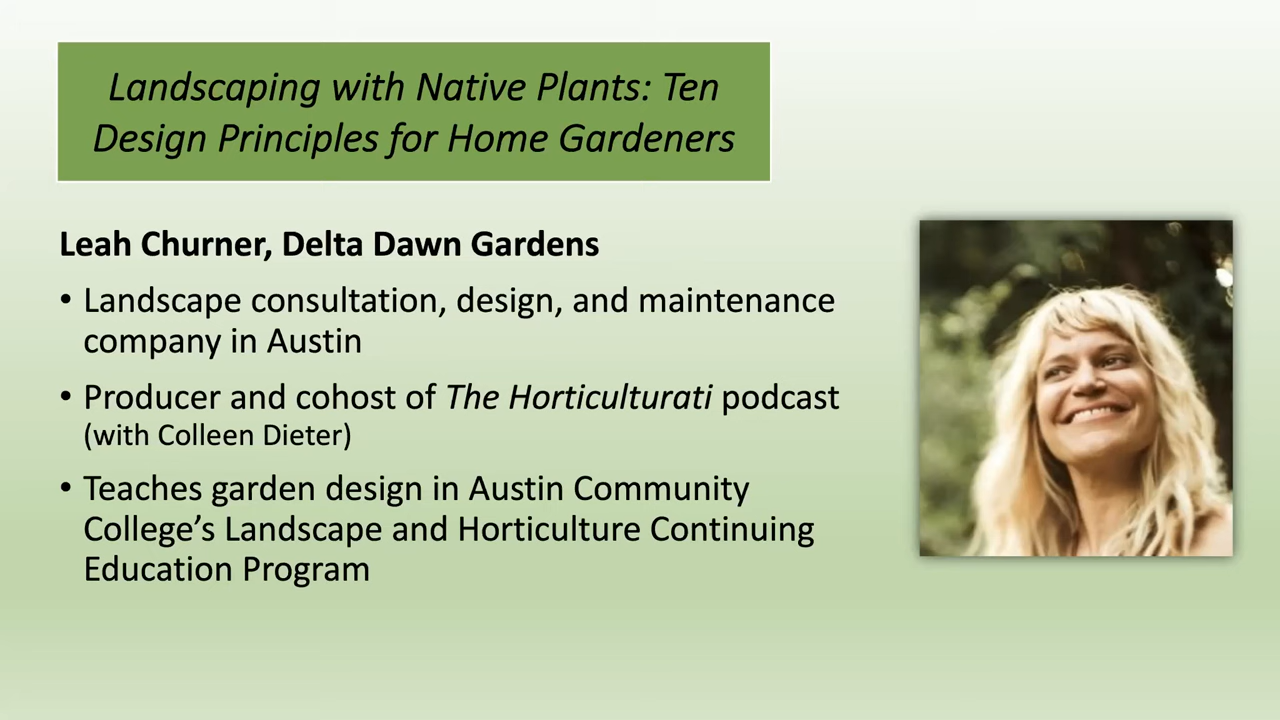 Landscaping with Native Plants: Ten
Design Principles for Home Gardeners
Leah Churner, Delta Dawn Gardens
• Landscape consultation, design, and maintenance
company in Austin
• Producer and cohost of The Horticulturati podcast
(with Colleen Dieter)
• Teaches garden design in Austin Community
College’s Landscape and Horticulture Continuing
Education Program